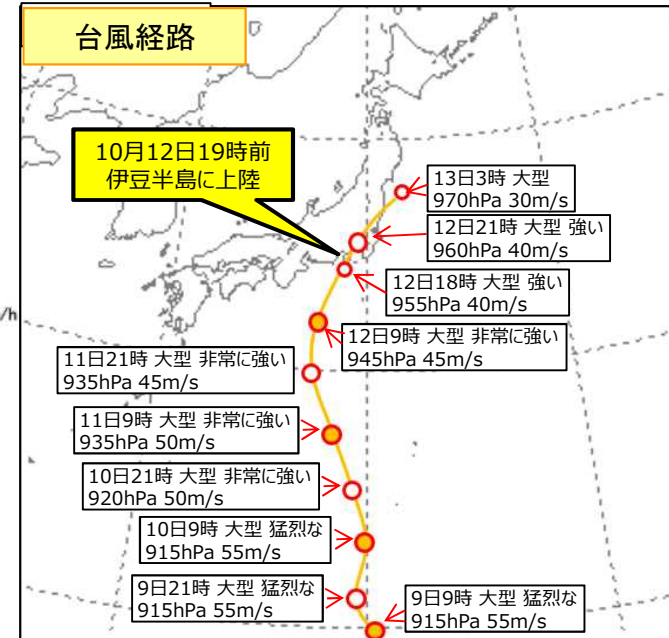 台風経路
10月12日19時前
伊豆半島に上陸
13日3時 大型
970hPa 30m/s
12日21時 大型 強い
960hPa 40m/s
12日18時 大型 強い
955hPa 40m/s
/h
12日9時 大型 非常に強い
945hPa 45m/s
11日21時 大型 非常に強い
935hPa 45m/s
11日9時 大型 非常に強い
935hPa 50m/s
10日21時 大型 非常に強い
920hPa 50m/s
10日9時 大型 猛烈な
915hPa 55m/s
9日21時 大型 猛烈な
915hPa 55m/s
9日9時 大型 猛烈な
915hPa 55m/s